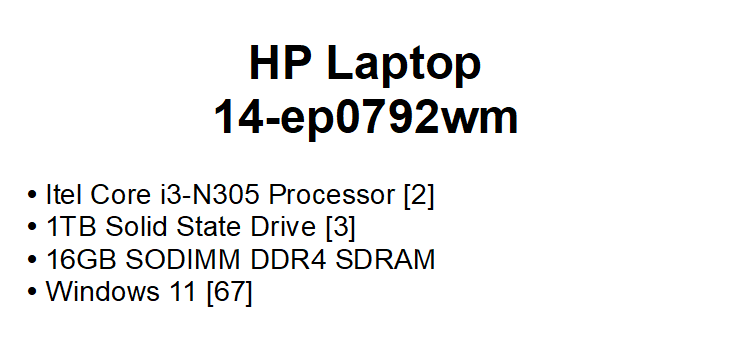 HP Laptop
14-ep0792wm
• Itel Core i3-N305 Processor [2]
• 1TB Solid State Drive [3]
• 16GB SODIMM DDR4 SDRAM
• Windows 11 [67]